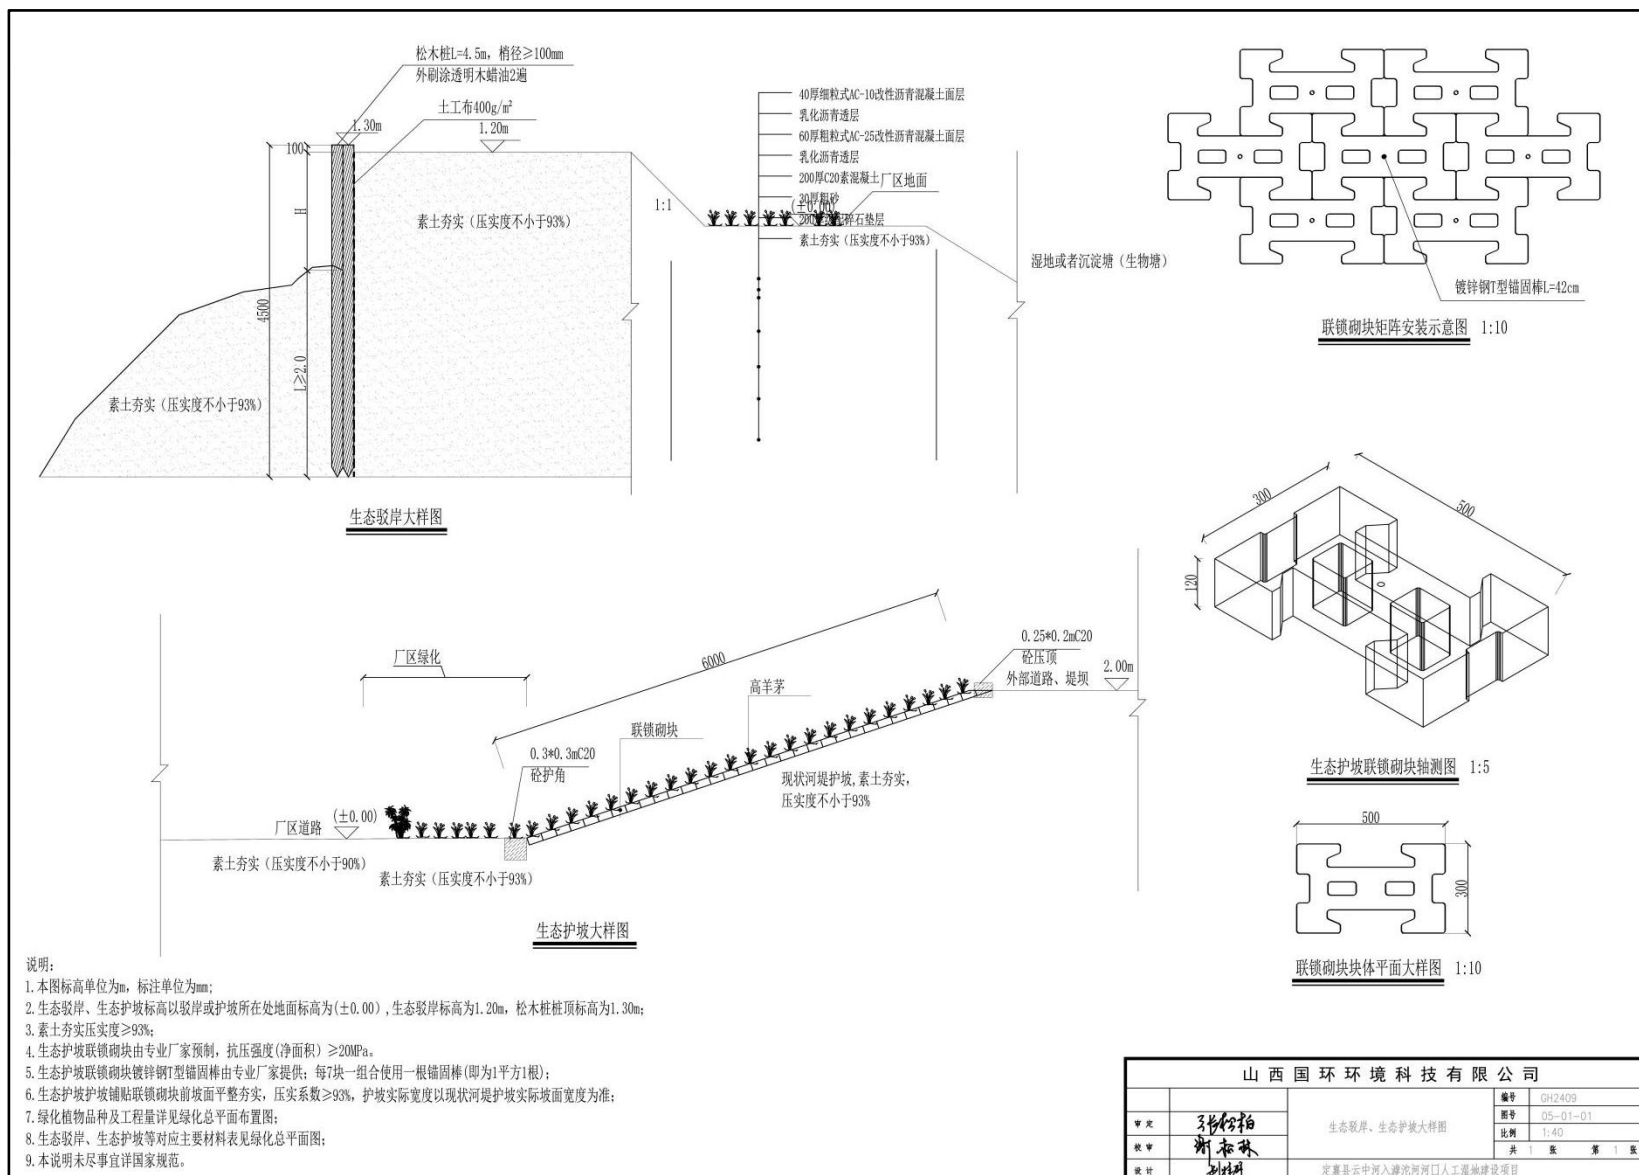 松木桩L=4.5m，梢径≥100mm
外刷涂透明木蜡油2遍
土工布400g/m²
1.30m
1.20m
100
H
4500
L≥2.0
素土夯实（压实度不小于93%）
素土夯实（压实度不小于93%）
1:1
40厚细粒式AC-10改性沥青混凝土面层
乳化沥青透层
60厚粗粒式AC-25改性沥青混凝土面层
乳化沥青透层
200厚C20素混凝土
厂区地面
30厚粗砂
(±0.00)
素土夯实（压实度不小于93%）
湿地或者沉淀塘（生物塘）
生态驳岸大样图
镀锌钢T型锚固棒L=42cm
联锁砌块矩阵安装示意图 1:10
300
500
120
生态护坡联锁砌块轴测图 1:5
500
300
联锁砌块块体平面大样图 1:10
厂区绿化
6000
高羊茅
联锁砌块
0.3*0.3mC20
砼护角
0.25*0.2mC20
砼压顶
外部道路、堤坝
2.00m
现状河堤护坡,素土夯实，
压实度不小于93%
厂区道路
(±0.00)
素土夯实（压实度不小于90%）
素土夯实（压实度不小于93%）
生态护坡大样图
说明：
1.本图标高单位为m，标注单位为mm；
2.生态驳岸、生态护坡标高以驳岸或护坡所在处地面标高为(±0.00)，生态驳岸标高为1.20m，松木桩桩顶标高为1.30m；
3.素土夯实压实度≥93%；
4.生态护坡联锁砌块由专业厂家预制，抗压强度(净面积）≥20MPa。
5.生态护坡联锁砌块镀锌钢T型锚固棒由专业厂家提供；每7块一组合使用一根锚固棒(即为1平方1根)；
6.生态护坡护坡铺贴联锁砌块前坡面平整夯实，压实系数≥93%，护坡实际宽度以现状河堤护坡实际坡面宽度为准；
7.绿化植物品种及工程量详见绿化总平面布置图；
8.生态驳岸、生态护坡等对应主要材料表见绿化总平面图；
9.本说明未尽事宜详国家规范。
山西国环环境科技有限公司
审定
张松柏
校审
设计
生态驳岸、生态护坡大样图
编号 GH2409
图号 05-01-01
比例 1:40
共 1 张 第 1 张
定襄县云中河入滹沱河河口人工湿地建设项目